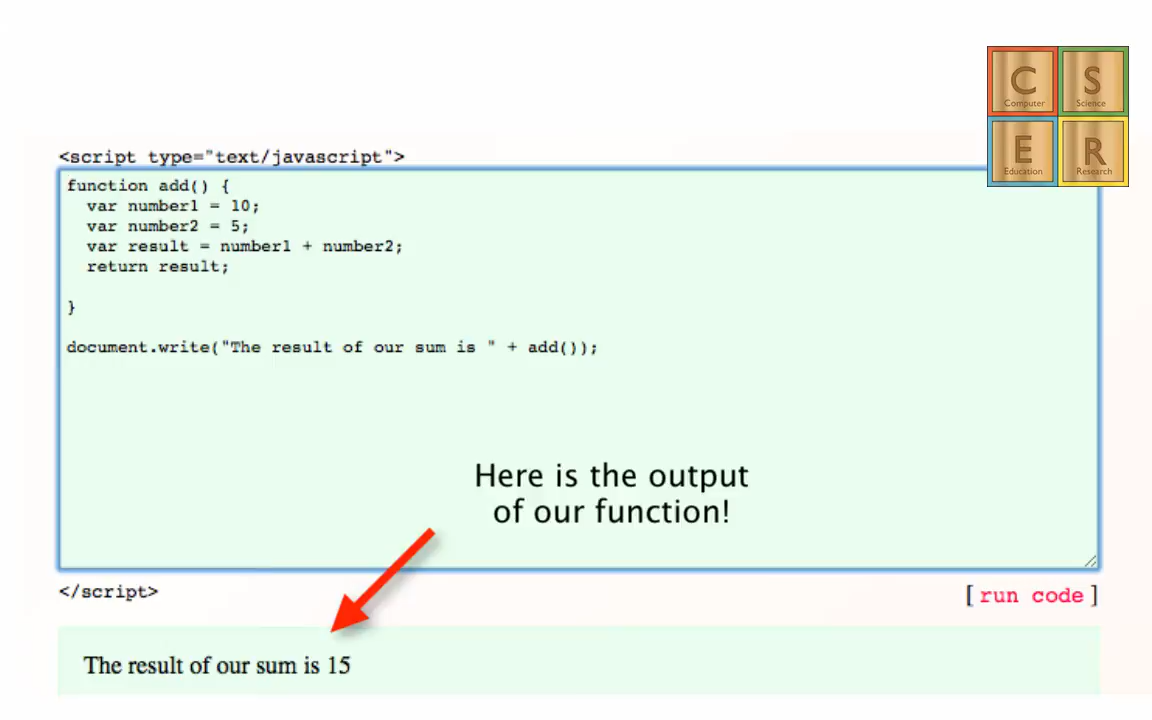 C
Computer
S
Science
E
Education
R
Research
<script type="text/javascript">
function add() {
var number1 = 10;
var number2 = 5;
var result = number1 + number2;
return result;
}
document.write("The result of our sum is " + add());
Here is the output
of our function!
</script>
[ run code ]
The result of our sum is 15